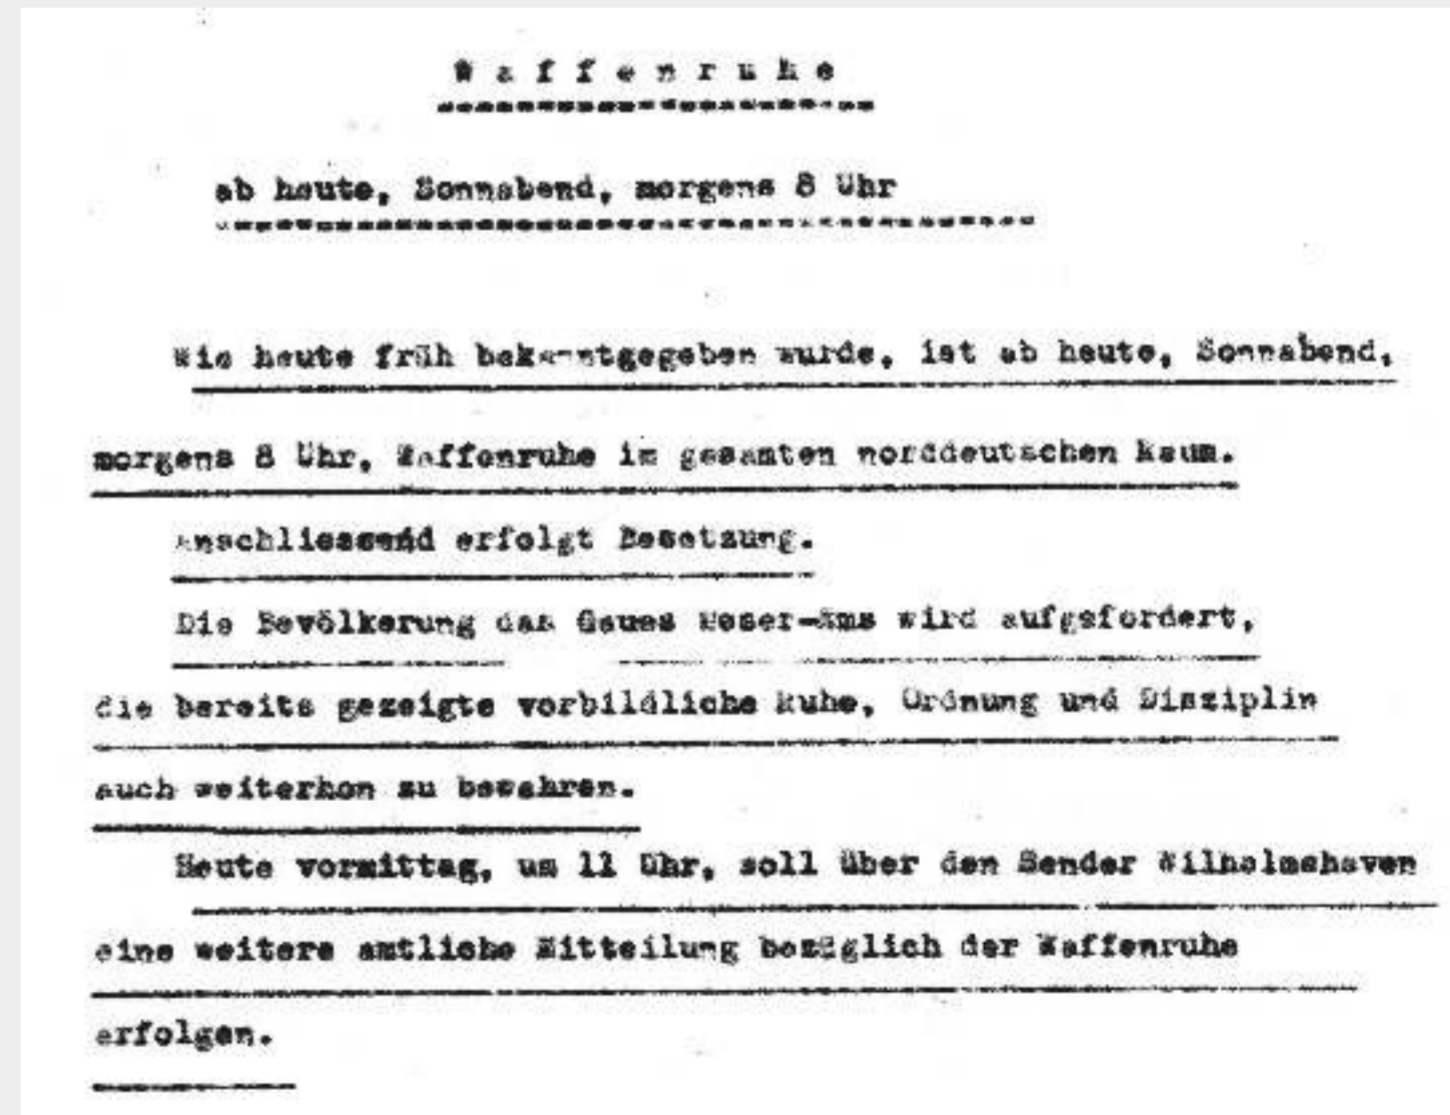 W a f f e n r u h e
ab heute, Sonnabend, morgens 8 Uhr
Wie heute früh bekanntgegeben wurde, ist ab heute, Sonnabend,
morgens 8 Uhr, Waffenruhe im gesamten norddeutschen Raum.
Anschliessend erfolgt Besetzung.
Die Bevölkerung des Gaues Weser-Ems wird aufgefordert,
die bereits gezeigte vorbildliche Ruhe, Ordnung und Disziplin
auch weiterhon zu bewahren.
Heute vormittag, um 11 Uhr, soll über den Sender Wilhelmshaven
eine weitere amtliche Mitteilung bezüglich der Waffenruhe
erfolgen.